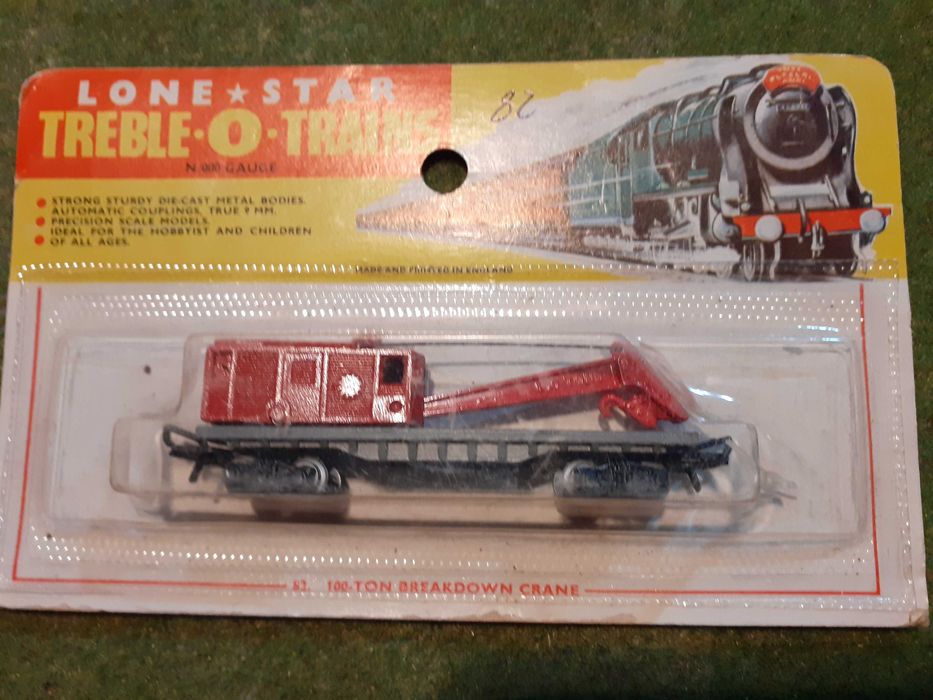 LONE ★ STAR
TREBLE·O·TRAINS
N 000 GAUGE
82
● STRONG STURDY DIE-CAST METAL BODIES.
AUTOMATIC COUPLINGS, TRUE 9 MM.
● PRECISION SCALE MODELS.
● IDEAL FOR THE HOBBYIST AND CHILDREN
● OF ALL AGES.
MADE AND PRINTED IN ENGLAND
82. 100-TON BREAKDOWN CRANE